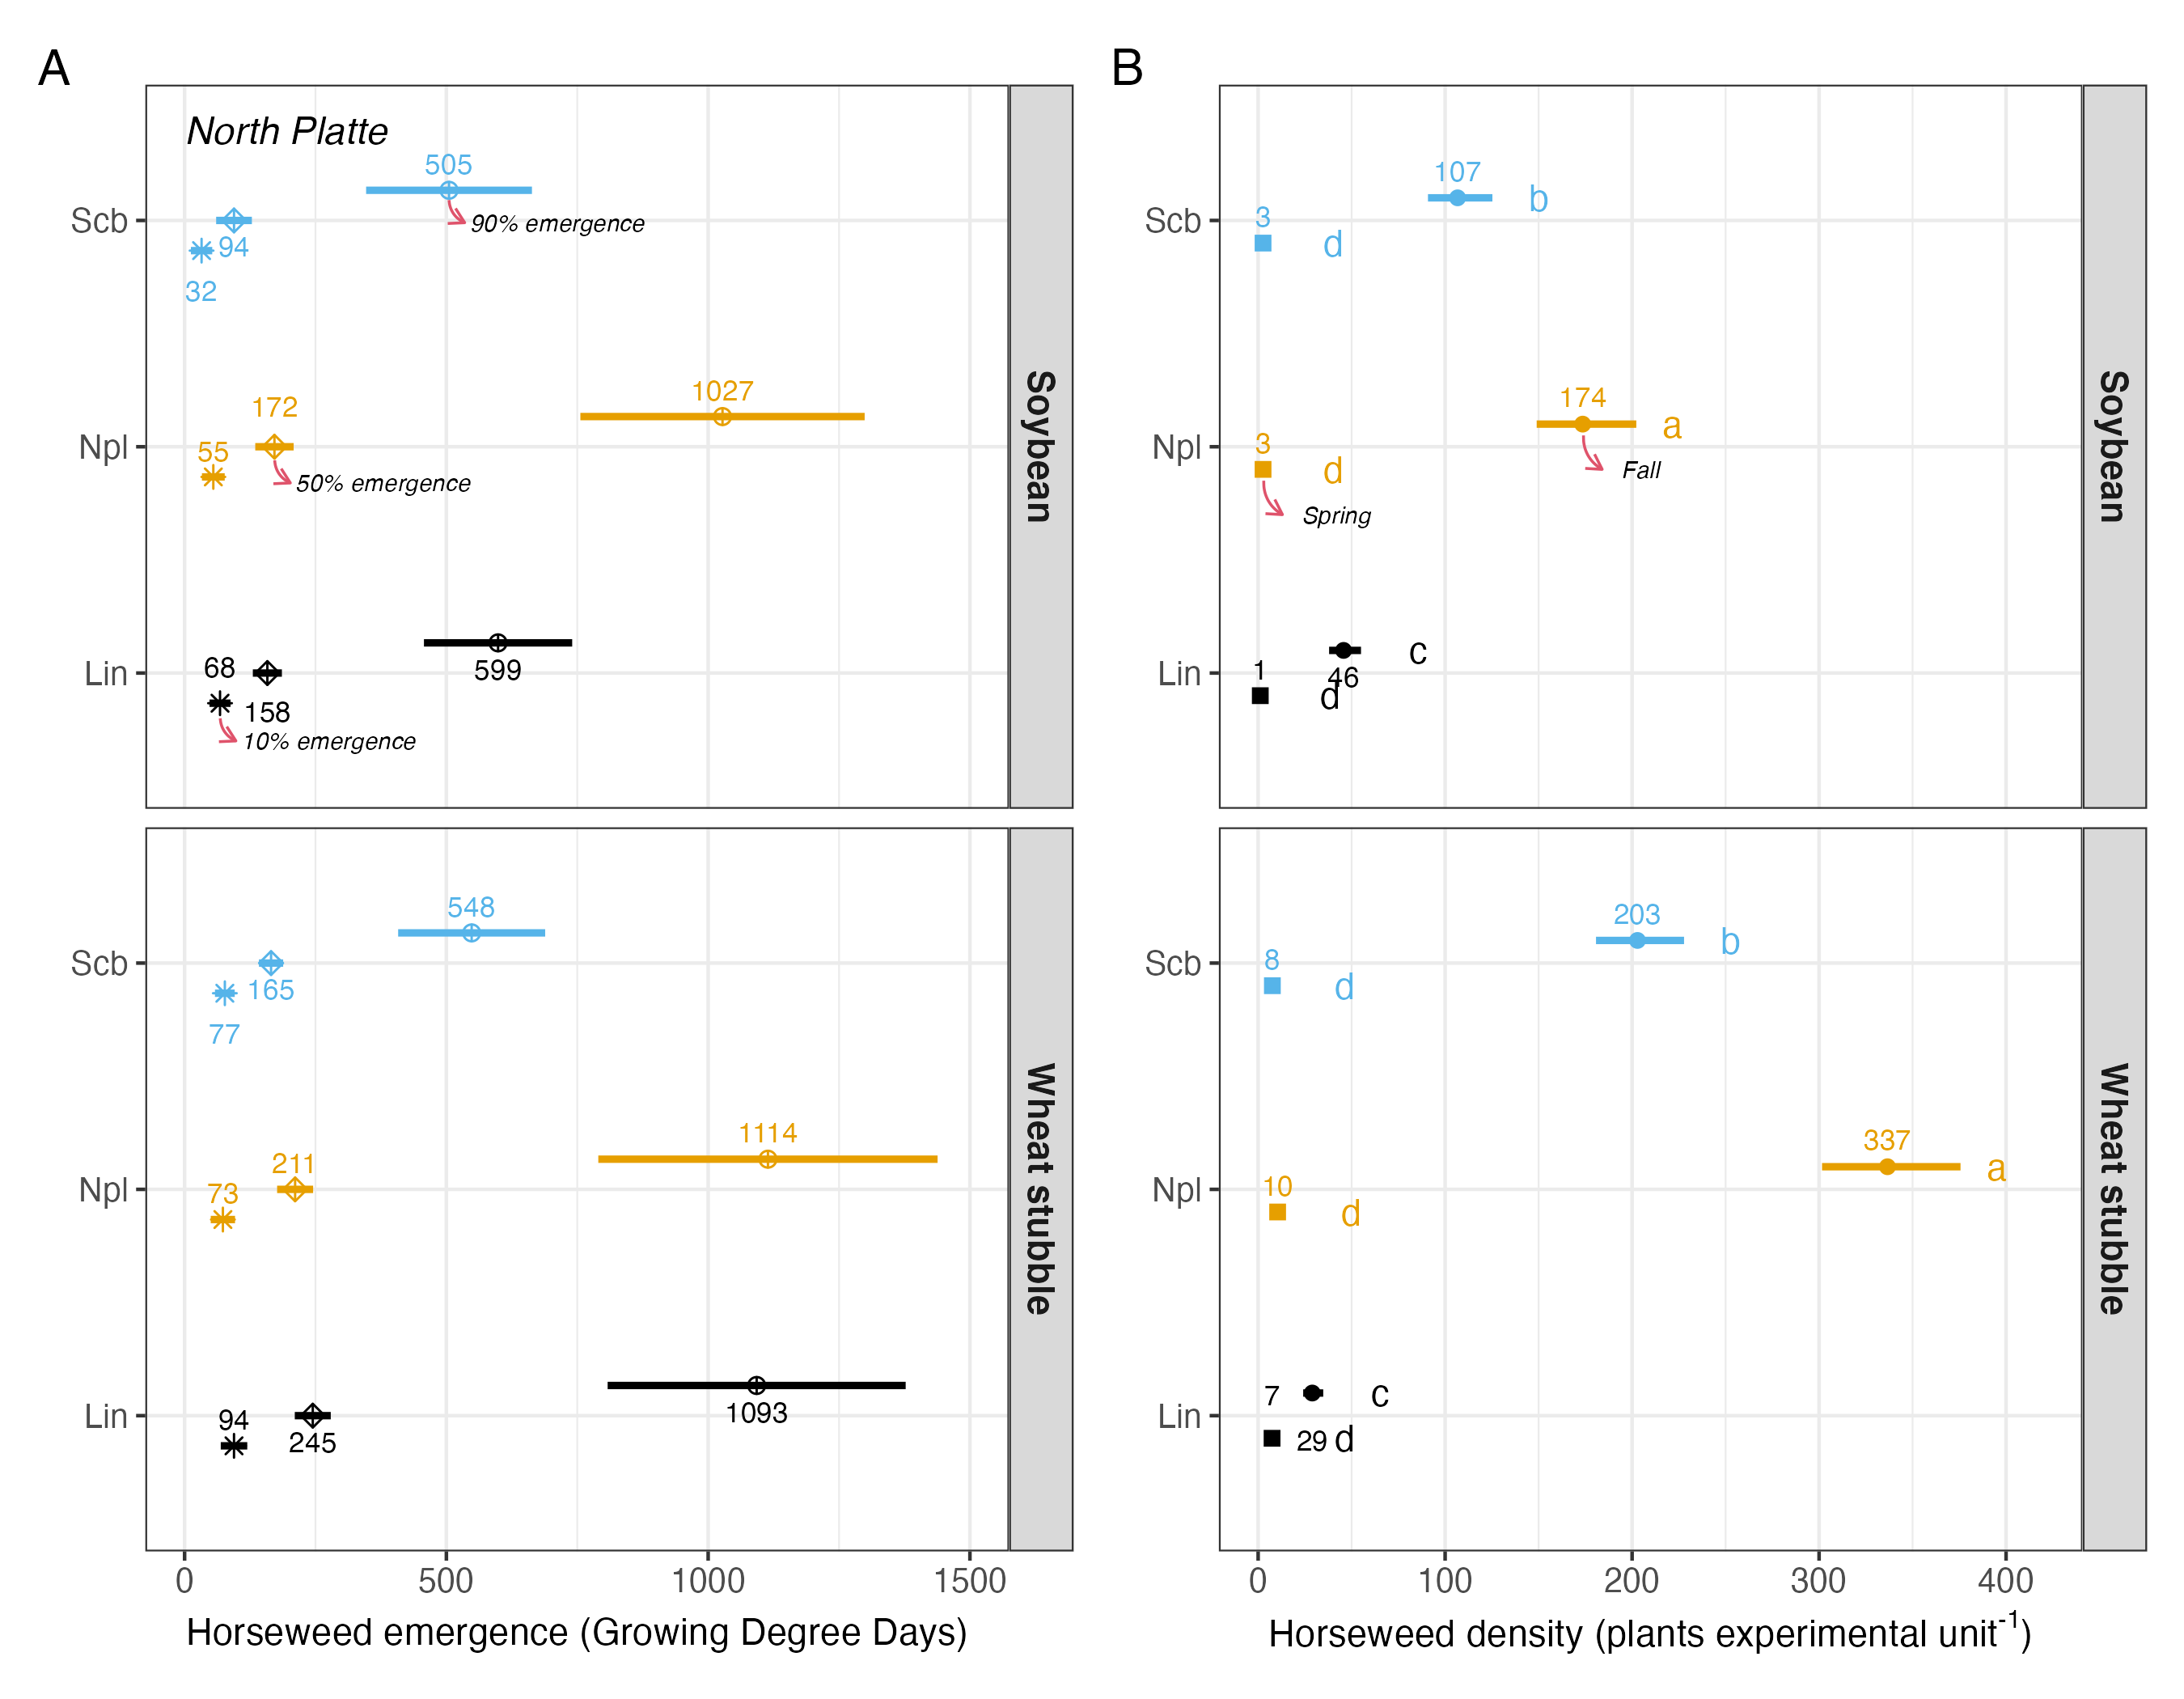 A
North Platte
505
90% emergence
Scb
94
32
1027
172
55
Npl
50% emergence
68
599
Lin
158
10% emergence
Soybean
548
Scb
165
77
1114
211
73
Npl
94
1093
Lin
245
Wheat stubble
0 500 1000 1500
Horseweed emergence (Growing Degree Days)
B
107
b
3
Scb
d
174
a
3
Npl
d
Fall
Spring
c
1
46
Lin
d
Soybean
203
b
8
Scb
d
337
a
10
Npl
d
7
c
Lin
29
d
Wheat stubble
0 100 200 300 400
Horseweed density (plants experimental unit⁻¹)